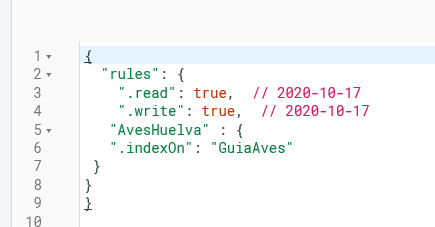 1 {
2 "rules": {
3 ".read": true,  // 2020-10-17
4 ".write": true,  // 2020-10-17
5 "AvesHuelva" : {
6 ".indexOn": "GuiaAves"
7 }
8 }
9 }
10